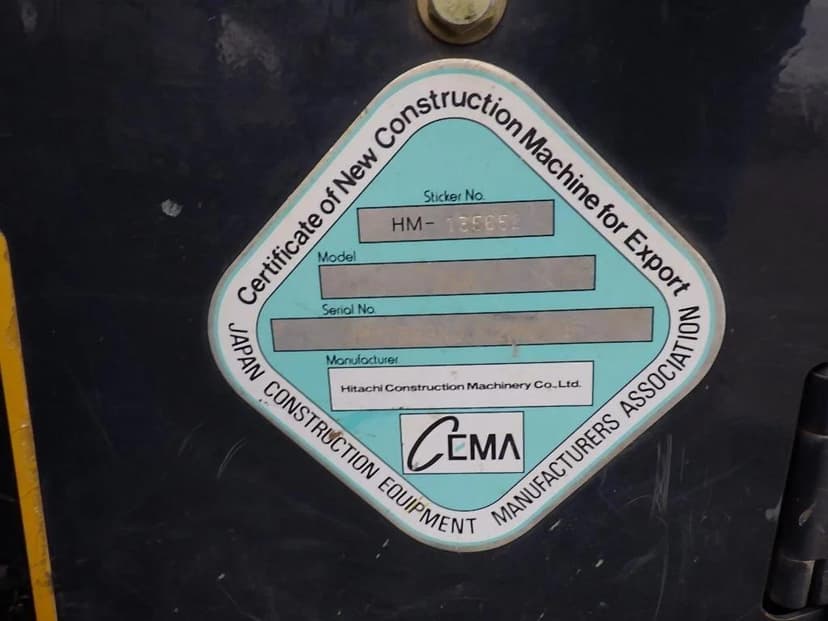 Certificate of New Construction Machine for Export
Sticker No.
HM-
Model
Serial No.
Manufacturer
Hitachi Construction Machinery Co.,Ltd.
CEMA
JAPAN CONSTRUCTION EQUIPMENT MANUFACTURERS ASSOCIATION